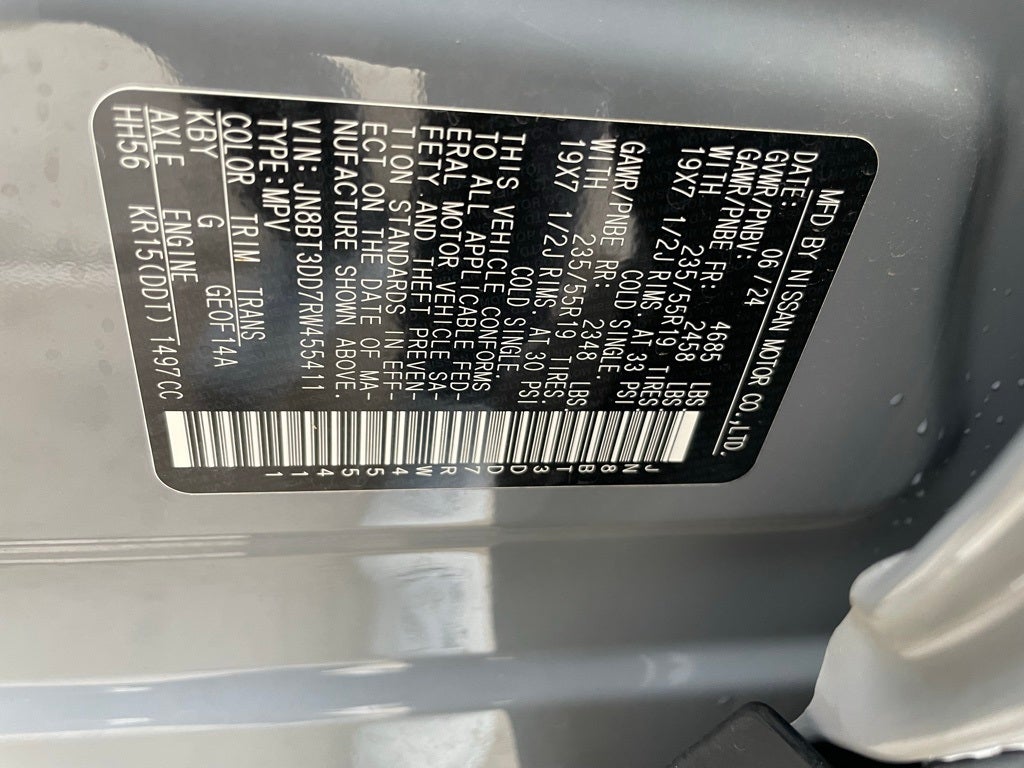 MFD BY NISSAN MOTOR CO.,LTD.
DATE: 06/24
GVWR/PNBV: 4685 LBS
GAWR/PNBE FR: 2458 LBS.
WITH 235/55R19 TIRES,
19X7 1/2J RIMS. AT 33 PSI
COLD SINGLE.
GAWR/PNBE RR: 2348 LBS.
WITH 235/55R19 TIRES,
19X7 1/2J RIMS. AT 30 PSI
COLD SINGLE.
THIS VEHICLE CONFORMS
TO ALL APPLICABLE FED-
ERAL MOTOR VEHICLE SA-
FETY AND THEFT PREVEN-
TION STANDARDS IN EFF-
ECT ON THE DATE OF MA-
NUFACTURE SHOWN ABOVE.
VIN: JN8BT3DD7RW455411
TYPE:MPV
COLOR TRIM TRANS.
KBY G GE0F14A
AXLE ENGINE
HH56 KR15(DDT)1497CC
JN8BT3DD7RW455411